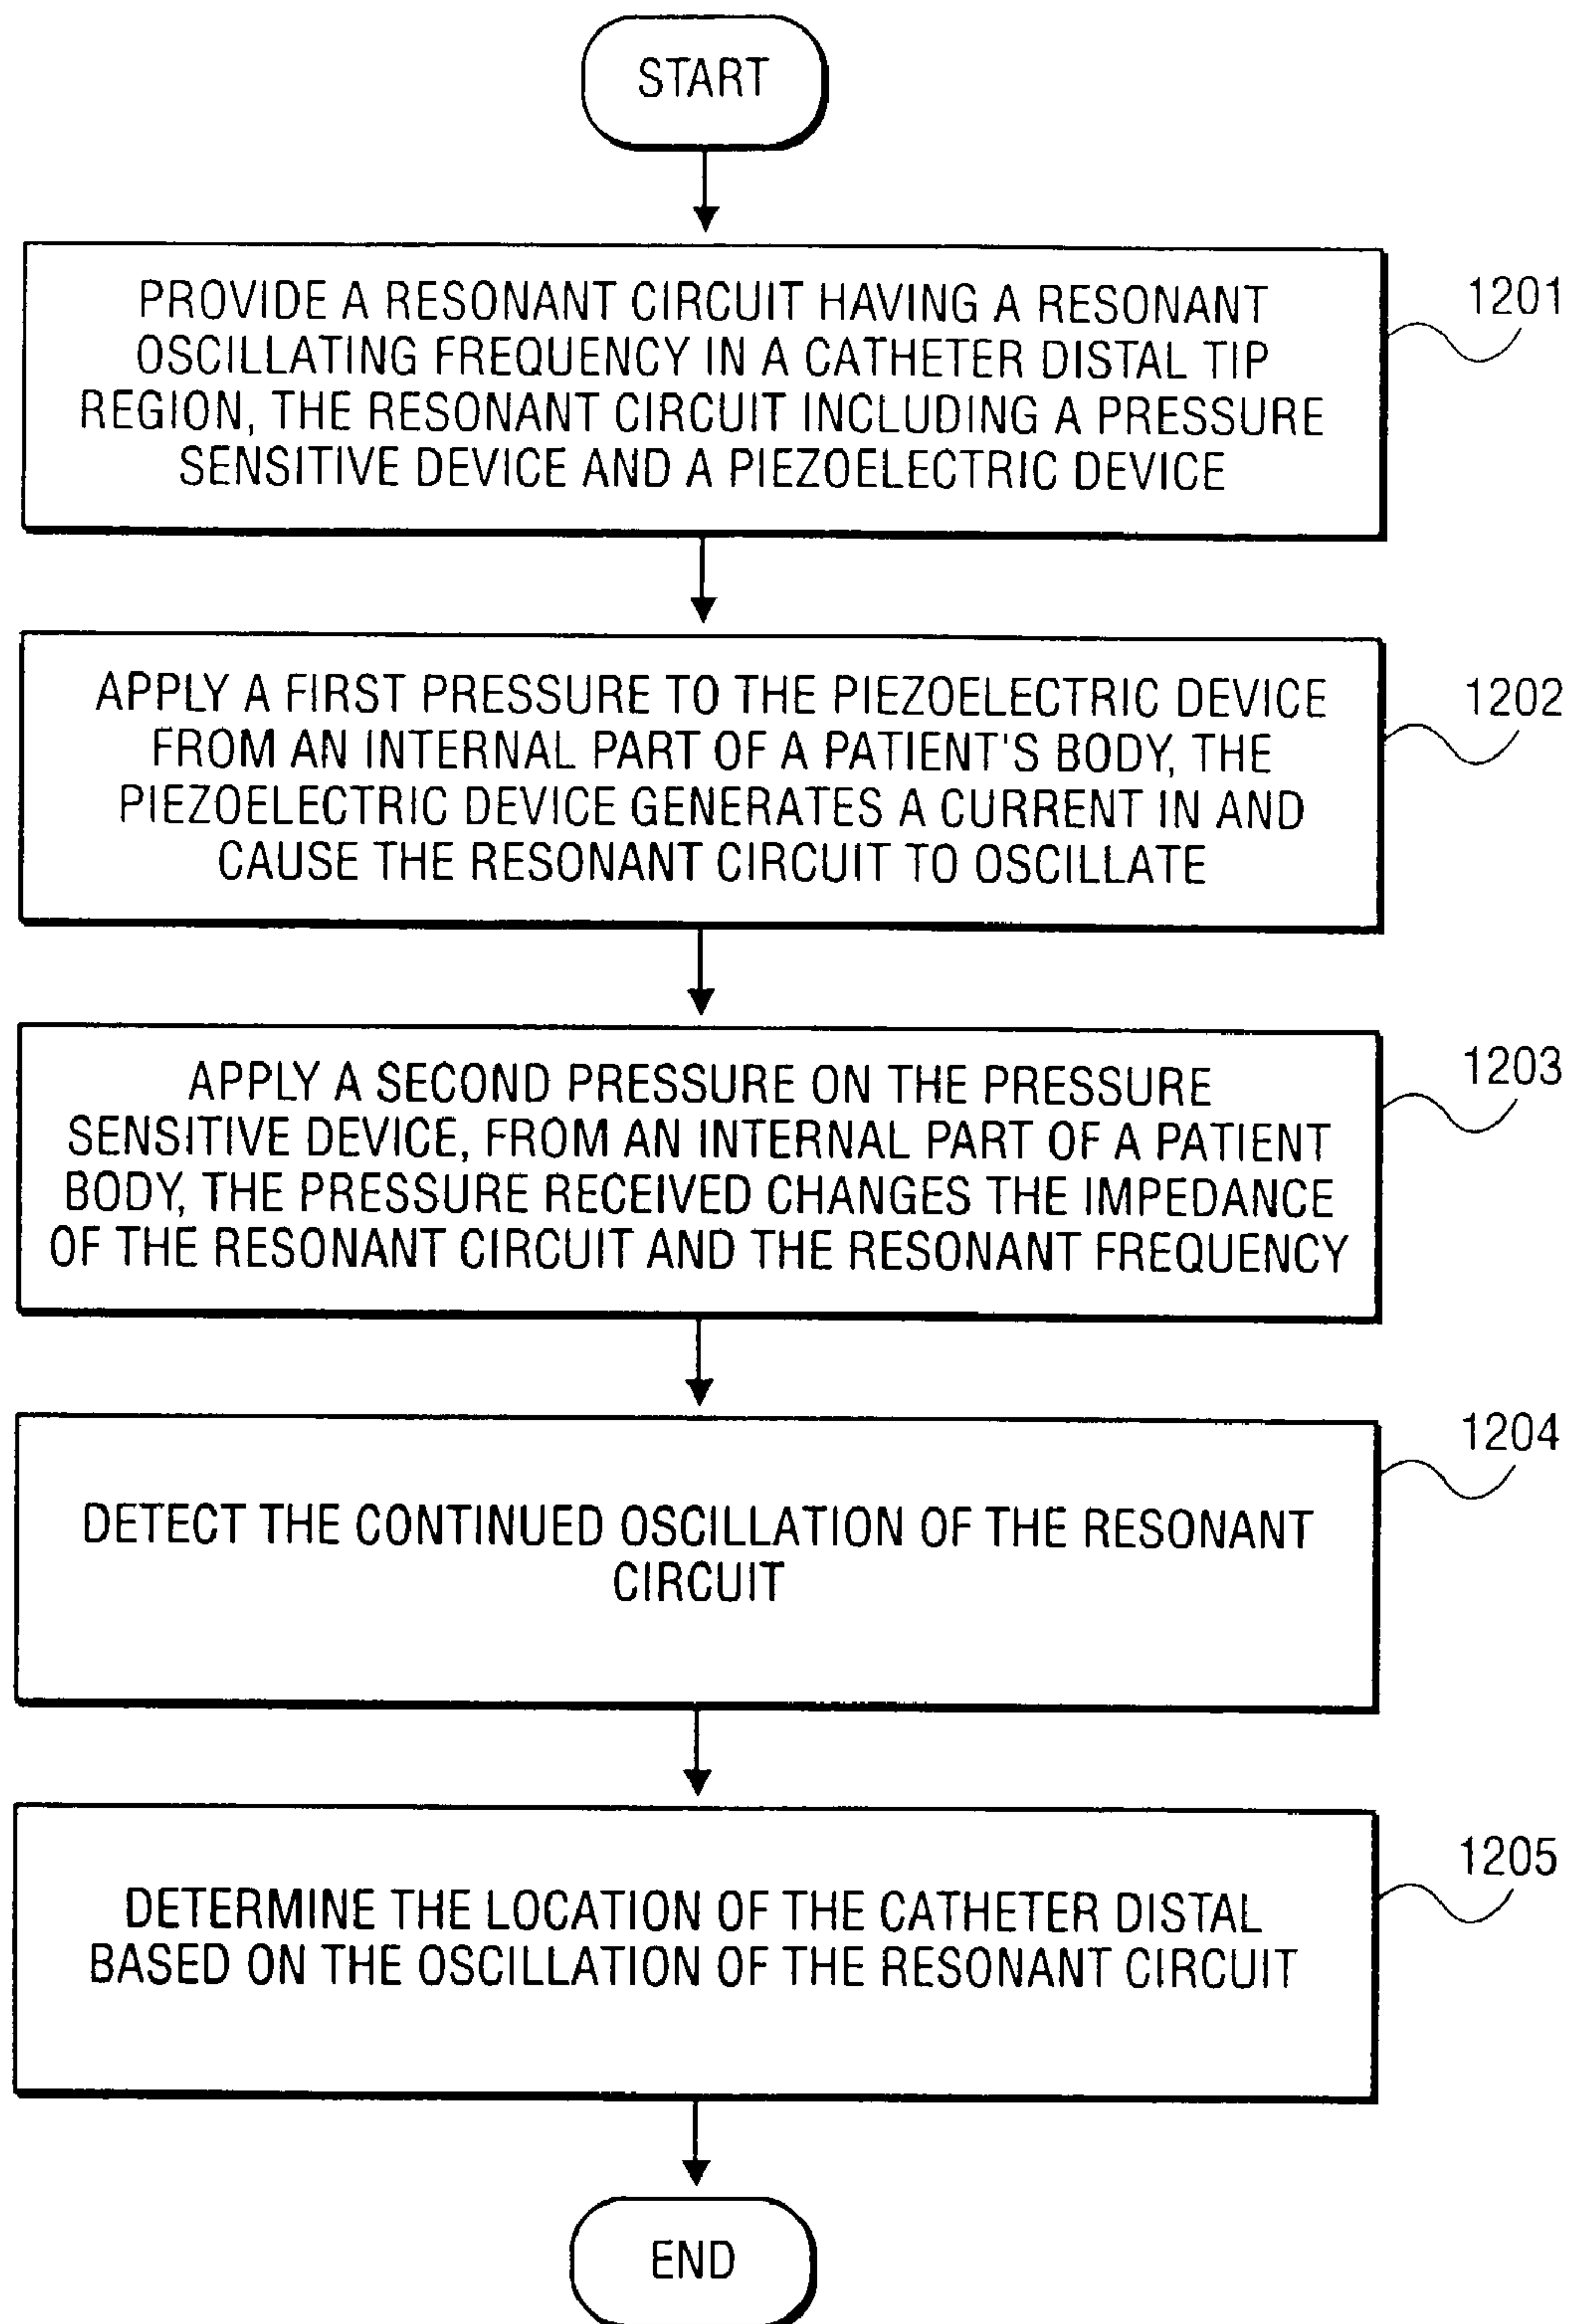 START
PROVIDE A RESONANT CIRCUIT HAVING A RESONANT
OSCILLATING FREQUENCY IN A CATHETER DISTAL TIP
REGION, THE RESONANT CIRCUIT INCLUDING A PRESSURE
SENSITIVE DEVICE AND A PIEZOELECTRIC DEVICE
1201
APPLY A FIRST PRESSURE TO THE PIEZOELECTRIC DEVICE
FROM AN INTERNAL PART OF A PATIENT'S BODY, THE
PIEZOELECTRIC DEVICE GENERATES A CURRENT IN AND
CAUSE THE RESONANT CIRCUIT TO OSCILLATE
1202
APPLY A SECOND PRESSURE ON THE PRESSURE
SENSITIVE DEVICE, FROM AN INTERNAL PART OF A PATIENT
BODY, THE PRESSURE RECEIVED CHANGES THE IMPEDANCE
OF THE RESONANT CIRCUIT AND THE RESONANT FREQUENCY
1203
DETECT THE CONTINUED OSCILLATION OF THE RESONANT
CIRCUIT
1204
DETERMINE THE LOCATION OF THE CATHETER DISTAL
BASED ON THE OSCILLATION OF THE RESONANT CIRCUIT
1205
END